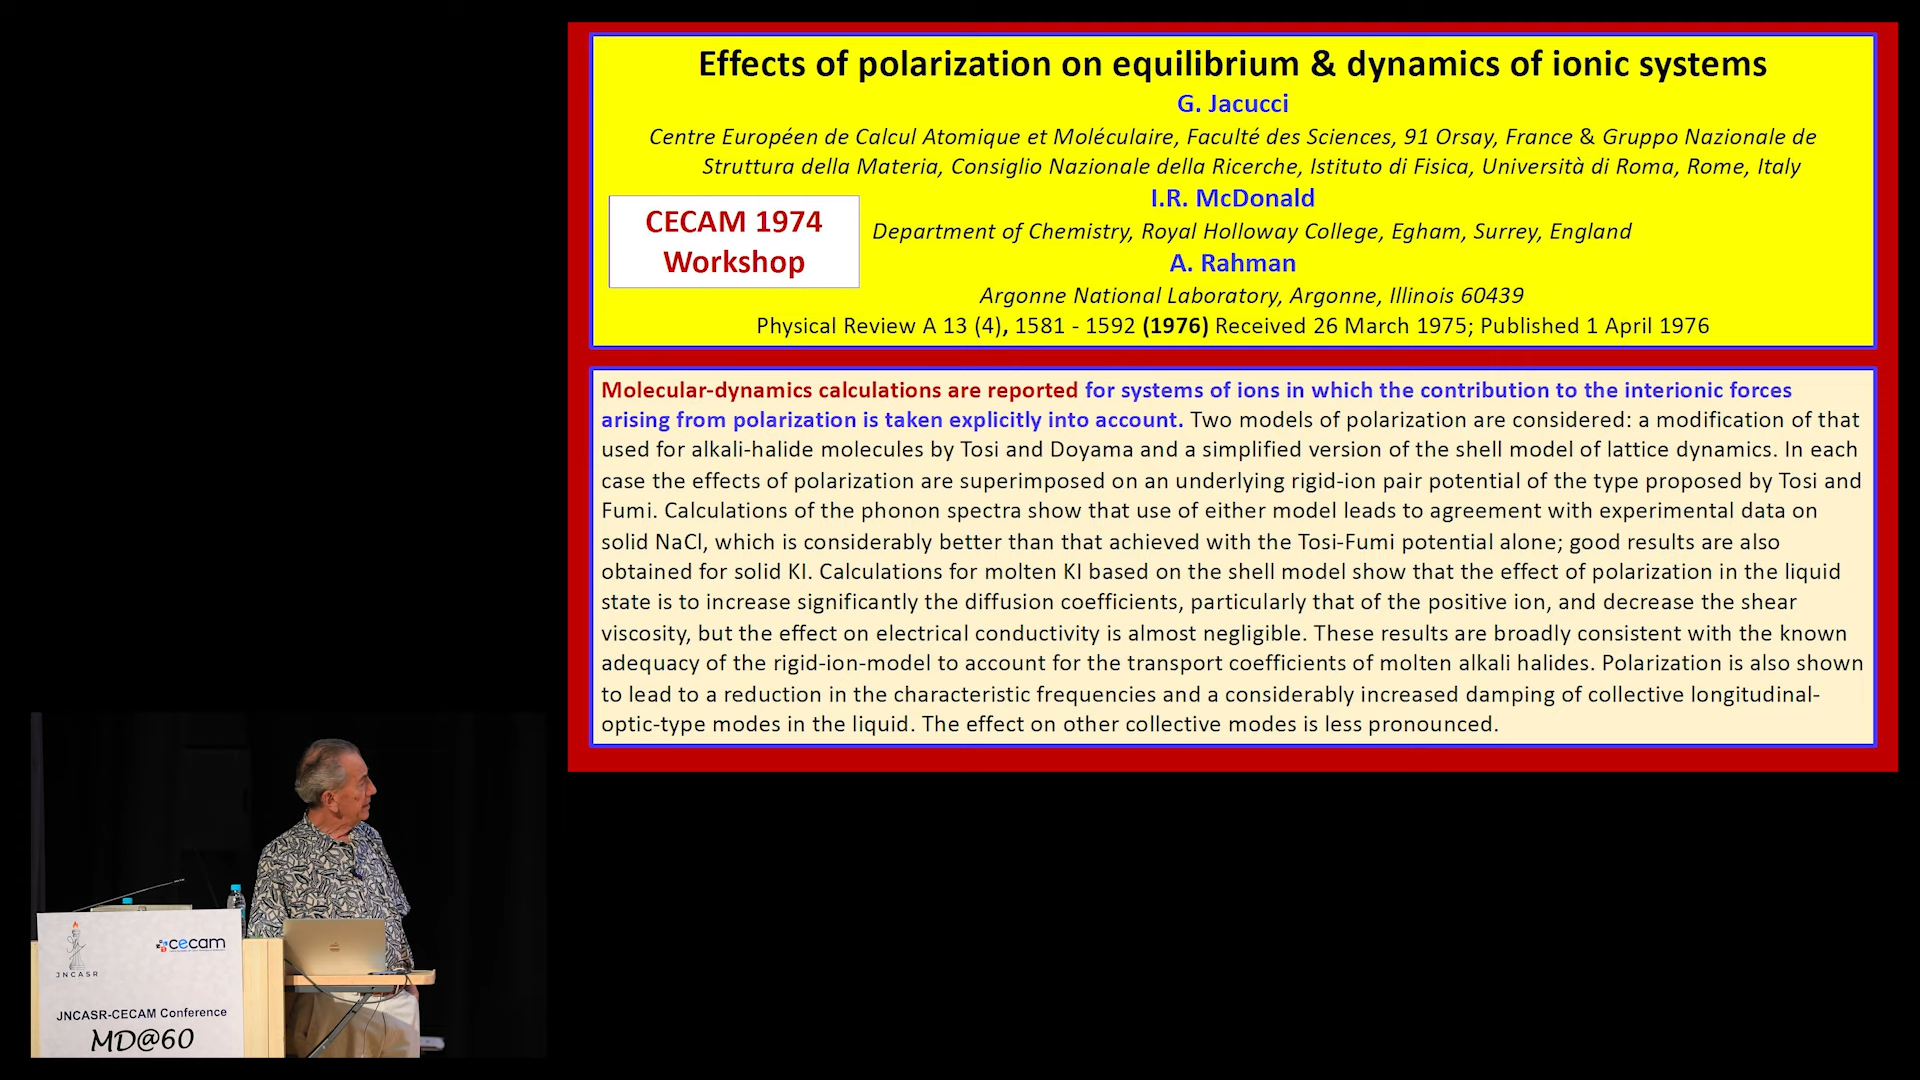 Effects of polarization on equilibrium & dynamics of ionic systems
G. Jacucci
Centre Européen de Calcul Atomique et Moléculaire, Faculté des Sciences, 91 Orsay, France & Gruppo Nazionale de
Struttura della Materia, Consiglio Nazionale della Ricerche, Istituto di Fisica, Università di Roma, Rome, Italy
I.R. McDonald
CECAM 1974
Workshop
Department of Chemistry, Royal Holloway College, Egham, Surrey, England
A. Rahman
Argonne National Laboratory, Argonne, Illinois 60439
Physical Review A 13 (4), 1581 - 1592 (1976) Received 26 March 1975; Published 1 April 1976
Molecular-dynamics calculations are reported for systems of ions in which the contribution to the interionic forces
arising from polarization is taken explicitly into account. Two models of polarization are considered: a modification of that
used for alkali-halide molecules by Tosi and Doyama and a simplified version of the shell model of lattice dynamics. In each
case the effects of polarization are superimposed on an underlying rigid-ion pair potential of the type proposed by Tosi and
Fumi. Calculations of the phonon spectra show that use of either model leads to agreement with experimental data on
solid NaCl, which is considerably better than that achieved with the Tosi-Fumi potential alone; good results are also
obtained for solid KI. Calculations for molten KI based on the shell model show that the effect of polarization in the liquid
state is to increase significantly the diffusion coefficients, particularly that of the positive ion, and decrease the shear
viscosity, but the effect on electrical conductivity is almost negligible. These results are broadly consistent with the known
adequacy of the rigid-ion-model to account for the transport coefficients of molten alkali halides. Polarization is also shown
to lead to a reduction in the characteristic frequencies and a considerably increased damping of collective longitudinal-
optic-type modes in the liquid. The effect on other collective modes is less pronounced.
cecam
JNCASR
JNCASR-CECAM Conference
MD@60